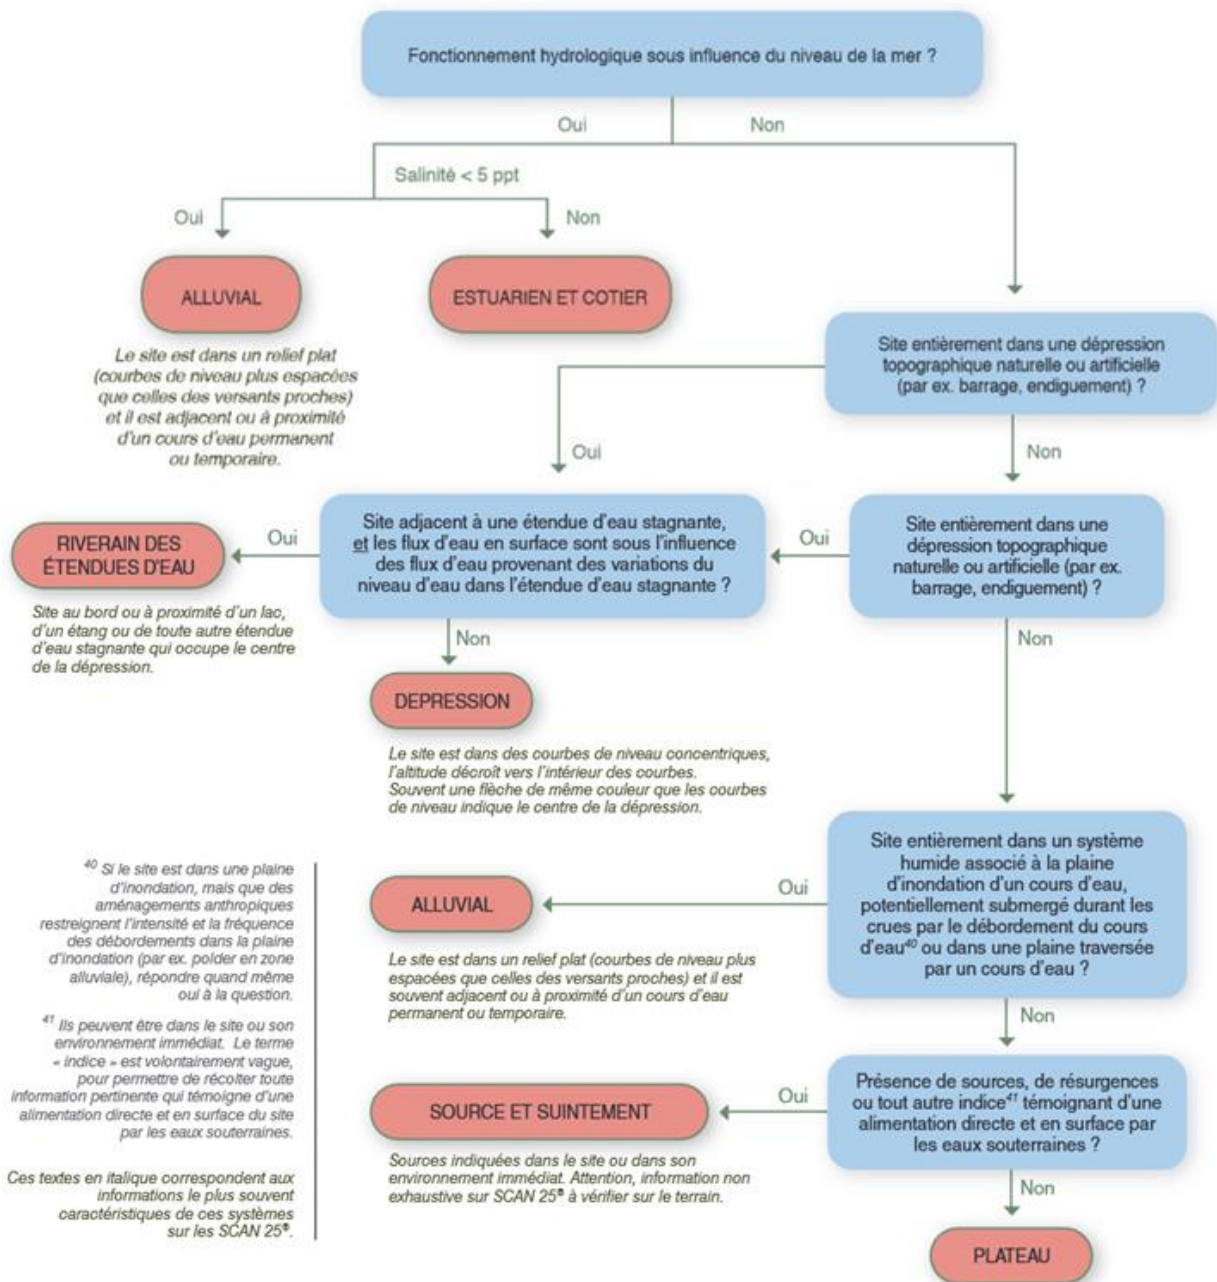 Fonctionnement hydrologique sous influence du niveau de la mer ?
Oui
Non
Salinité < 5 ppt
Oui
Non
ALLUVIAL
ESTUARIEN ET COTIER
Le site est dans un relief plat
(courbes de niveau plus espacées
que celles des versants proches)
et il est adjacent ou à proximité
d'un cours d'eau permanent
ou temporaire.
Site entièrement dans une dépression
topographique naturelle ou artificielle
(par ex. barrage, endiguement) ?
Oui
Non
Site adjacent à une étendue d'eau stagnante,
et les flux d'eau en surface sont sous l'influence
des flux d'eau provenant des variations du
niveau d'eau dans l'étendue d'eau stagnante ?
Oui
Site entièrement dans une
dépression topographique
naturelle ou artificielle (par ex.
barrage, endiguement) ?
Oui
RIVERAIN DES
ÉTENDUES D'EAU
Site au bord ou à proximité d'un lac,
d'un étang ou de toute autre étendue
d'eau stagnante qui occupe le centre
de la dépression.
Non
Non
DEPRESSION
Le site est dans des courbes de niveau concentriques,
l'altitude décroît vers l'intérieur des courbes.
Souvent une flèche de même couleur que les courbes
de niveau indique le centre de la dépression.
Site entièrement dans un système
humide associé à la plaine
d'inondation d'un cours d'eau,
potentiellement submergé durant les
crues par le débordement du cours
d'eau40 ou dans une plaine traversée
par un cours d'eau ?
Oui
ALLUVIAL
Le site est dans un relief plat (courbes de niveau plus
espacées que celles des versants proches) et il est
souvent adjacent ou à proximité d'un cours d'eau
permanent ou temporaire.
Non
Présence de sources, de résurgences
ou tout autre indice41 témoignant d'une
alimentation directe et en surface par
les eaux souterraines ?
Oui
SOURCE ET SUINTEMENT
Sources indiquées dans le site ou dans son
environnement immédiat. Attention, information non
exhaustive sur SCAN 25® à vérifier sur le terrain.
Non
PLATEAU
40 Si le site est dans une plaine
d'inondation, mais que des
aménagements anthropiques
restreignent l'intensité et la fréquence
des débordements dans la plaine
d'inondation (par ex. polder en zone
alluviale), répondre quand même
oui à la question.
41 Ils peuvent être dans le site ou son
environnement immédiat. Le terme
« indice » est volontairement vague,
pour permettre de récolter toute
information pertinente qui témoigne d'une
alimentation directe et en surface du site
par les eaux souterraines.
Ces textes en italique correspondent aux
informations le plus souvent
caractéristiques de ces systèmes
sur les SCAN 25®.